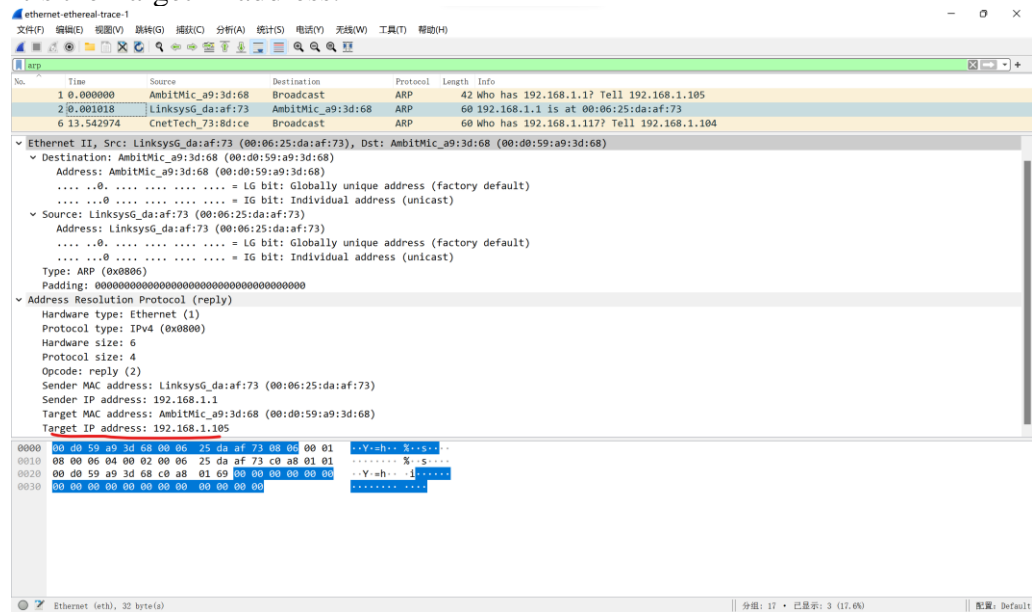 ethernet-ethereal-trace-1
文件(F) 编辑(E) 视图(V) 跳转(G) 捕获(C) 分析(A) 统计(S) 电话(Y) 无线(W) 工具(T) 帮助(H)
arp
No. Time Source Destination Protocol Length Info
1 0.000000 AmbitMic_a9:3d:68 Broadcast ARP 42 Who has 192.168.1.1? Tell 192.168.1.105
2 0.001018 LinksysG_da:af:73 AmbitMic_a9:3d:68 ARP 60 192.168.1.1 is at 00:06:25:da:af:73
6 13.542974 CnetTech_73:8d:ce Broadcast ARP 60 Who has 192.168.1.117? Tell 192.168.1.104
Ethernet II, Src: LinksysG_da:af:73 (00:06:25:da:af:73), Dst: AmbitMic_a9:3d:68 (00:d0:59:a9:3d:68)
Destination: AmbitMic_a9:3d:68 (00:d0:59:a9:3d:68)
Address: AmbitMic_a9:3d:68 (00:d0:59:a9:3d:68)
.... ..0. .... .... .... .... = LG bit: Globally unique address (factory default)
.... ...0 .... .... .... .... = IG bit: Individual address (unicast)
Source: LinksysG_da:af:73 (00:06:25:da:af:73)
Address: LinksysG_da:af:73 (00:06:25:da:af:73)
.... ..0. .... .... .... .... = LG bit: Globally unique address (factory default)
.... ...0 .... .... .... .... = IG bit: Individual address (unicast)
Type: ARP (0x0806)
Padding: 000000000000000000000000000000000000
Address Resolution Protocol (reply)
Hardware type: Ethernet (1)
Protocol type: IPv4 (0x0800)
Hardware size: 6
Protocol size: 4
Opcode: reply (2)
Sender MAC address: LinksysG_da:af:73 (00:06:25:da:af:73)
Sender IP address: 192.168.1.1
Target MAC address: AmbitMic_a9:3d:68 (00:d0:59:a9:3d:68)
Target IP address: 192.168.1.105
0000 00 d0 59 a9 3d 68 00 06 25 da af 73 08 06 00 01 ··Y·=h·· %··s····
0010 08 00 06 04 00 02 00 06 25 da af 73 c0 a8 01 01 ········ %··s····
0020 00 d0 59 a9 3d 68 c0 a8 01 69 00 00 00 00 00 00 ··Y·=h·· ·i······
0030 00 00 00 00 00 00 00 00 00 00 00 00 ········ ····
Ethernet (eth), 32 byte(s) 分组: 17 · 已显示: 3 (17.6%) 配置: Default